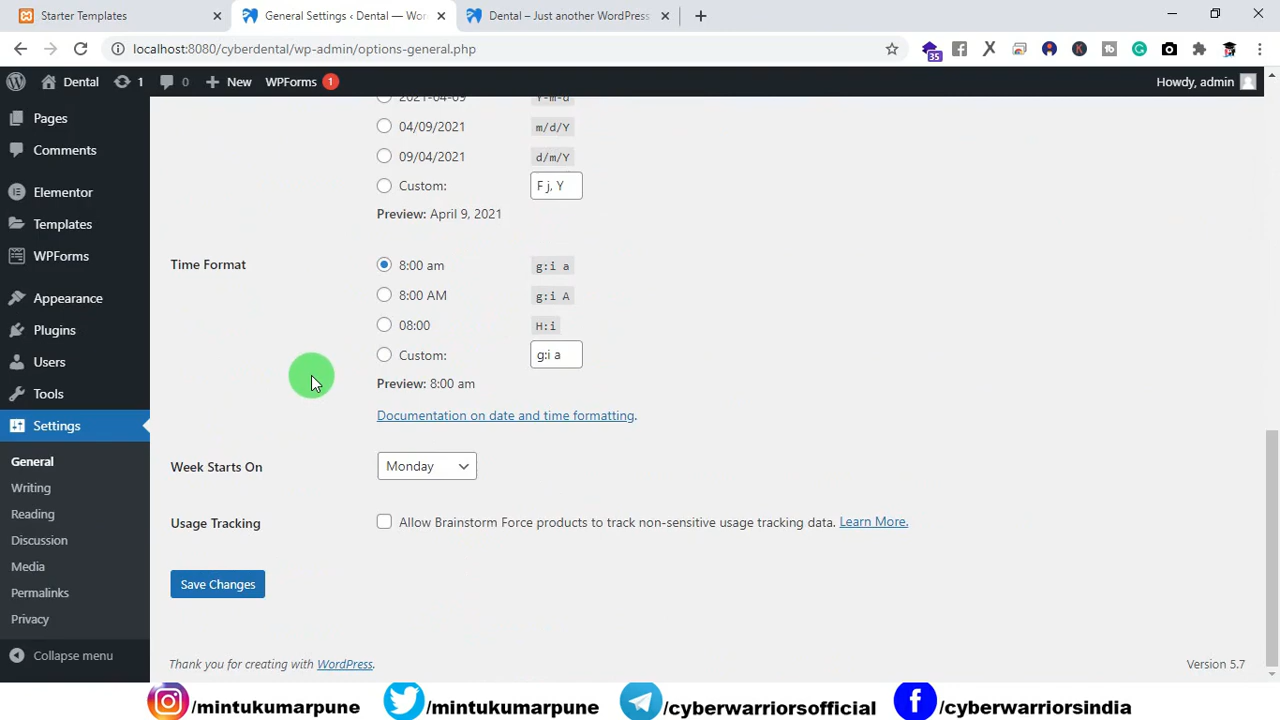 Starter Templates
General Settings ‹ Dental — Wor
Dental – Just another WordPress
localhost:8080/cyberdental/wp-admin/options-general.php
35
Dental
1
0
New
WPForms 1
Howdy, admin
Pages
Comments
Elementor
Templates
WPForms
Appearance
Plugins
Users
Tools
Settings
General
Writing
Reading
Discussion
Media
Permalinks
Privacy
Collapse menu
2021-04-09 Y-m-d
04/09/2021 m/d/Y
09/04/2021 d/m/Y
Custom: F j, Y
Preview: April 9, 2021
Time Format
8:00 am g:i a
8:00 AM g:i A
08:00 H:i
Custom: g:i a
Preview: 8:00 am
Documentation on date and time formatting.
Week Starts On Monday
Usage Tracking Allow Brainstorm Force products to track non-sensitive usage tracking data. Learn More.
Save Changes
Thank you for creating with WordPress.
Version 5.7
/mintukumarpune /mintukumarpune /cyberwarriorsofficial /cyberwarriorsindia